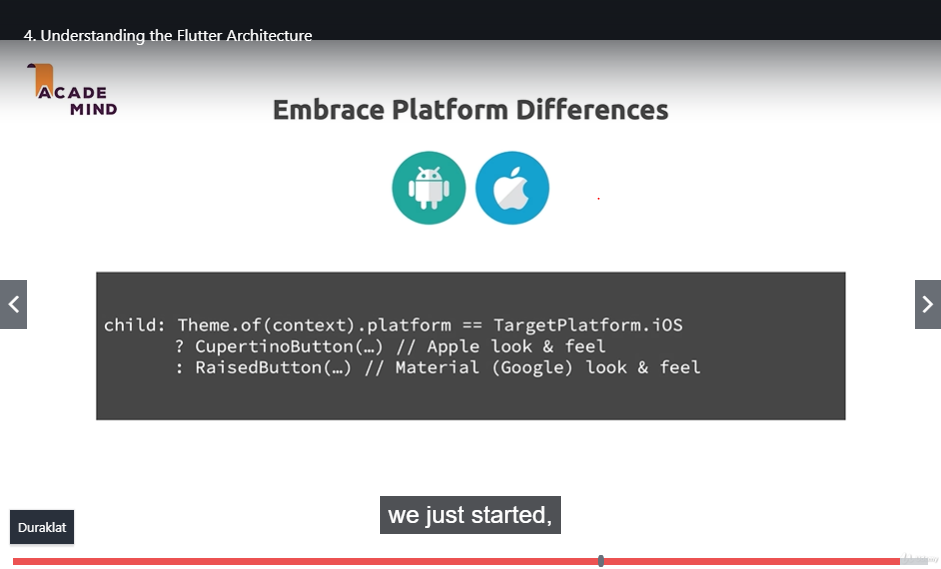 4. Understanding the Flutter Architecture
ACADE
MIND
Embrace Platform Differences
child: Theme.of(context).platform == TargetPlatform.iOS
? CupertinoButton(…) // Apple look & feel
: RaisedButton(…) // Material (Google) look & feel
we just started,
Duraklat